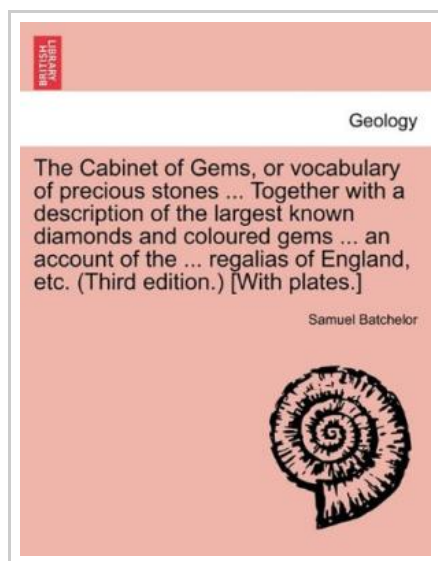 BRITISH
LIBRARY
Geology
The Cabinet of Gems, or vocabulary
of precious stones ... Together with a
description of the largest known
diamonds and coloured gems ... an
account of the ... regalias of England,
etc. (Third edition.) [With plates.]
Samuel Batchelor